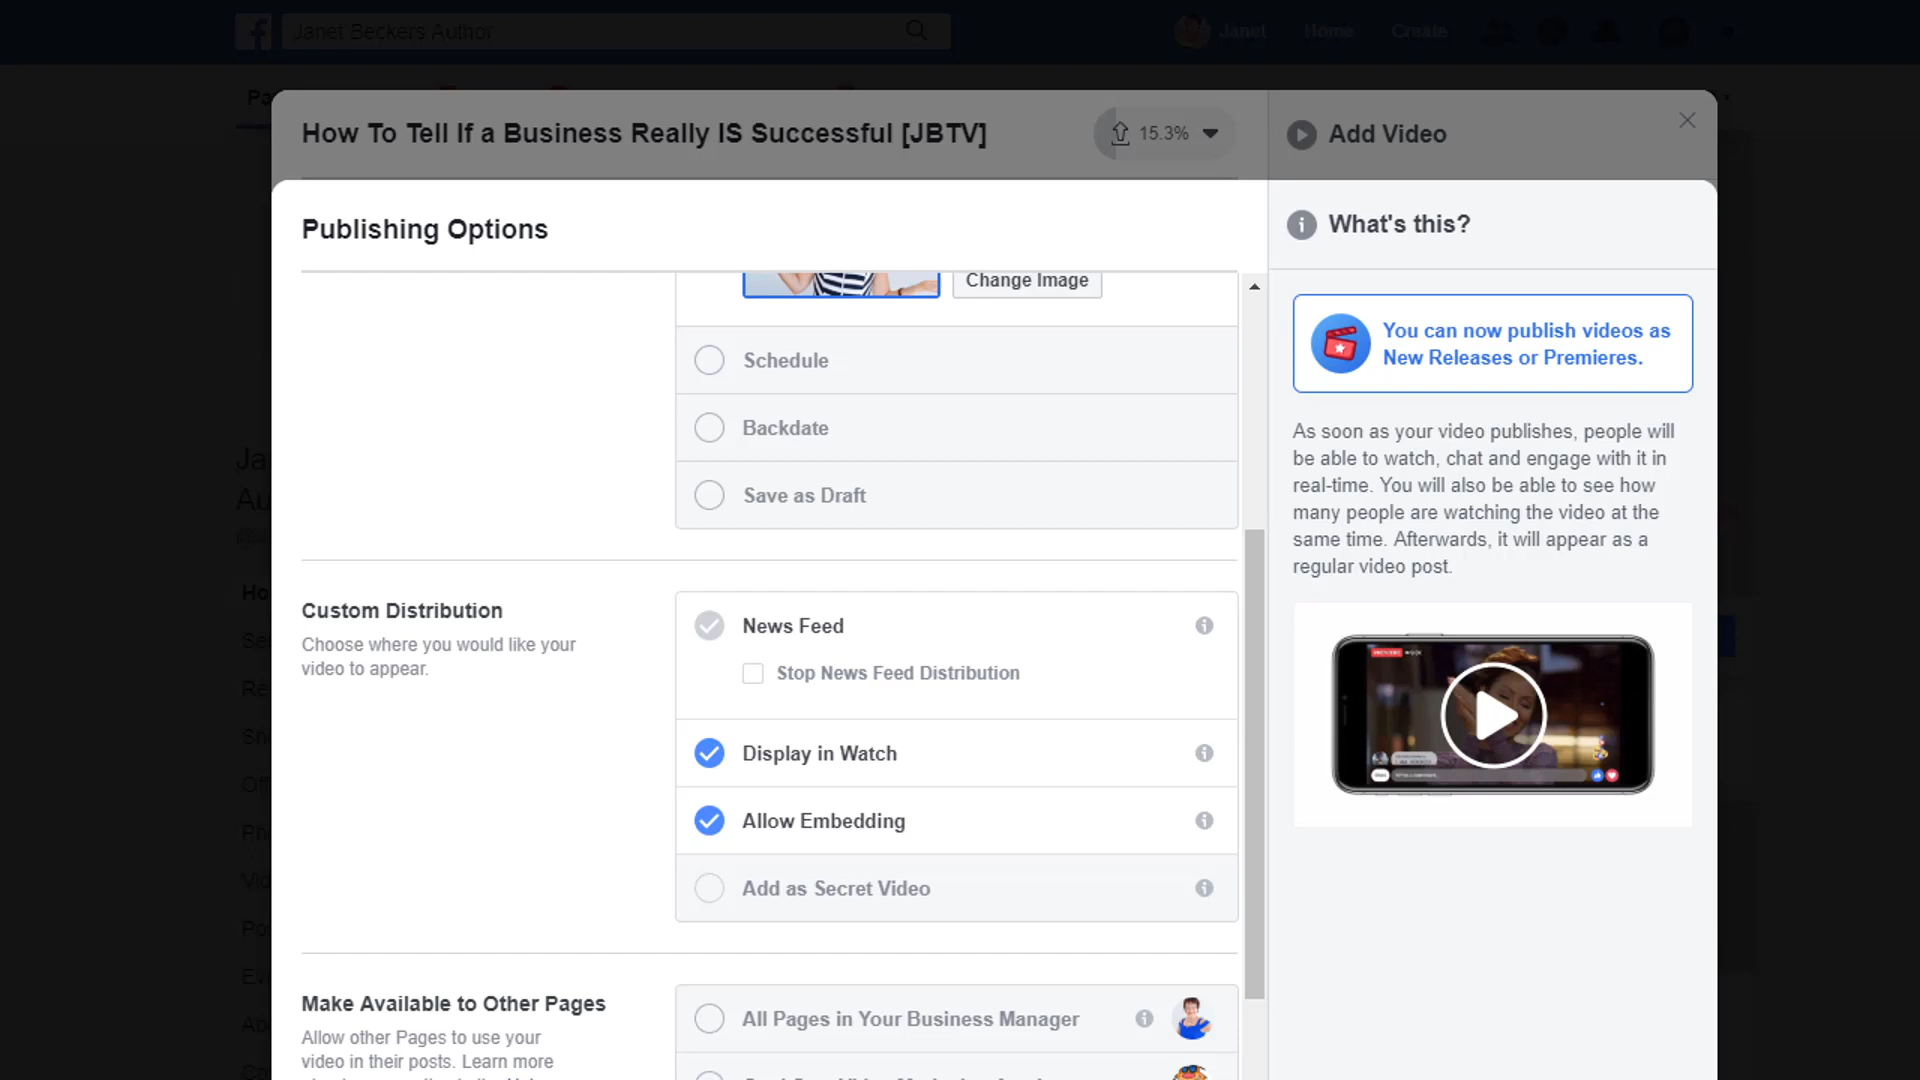 Janet Beckers Author
Janet
Home
Create
How To Tell If a Business Really IS Successful [JBTV]
15.3%
Add Video
Publishing Options
What's this?
Change Image
Schedule
Backdate
Save as Draft
You can now publish videos as
New Releases or Premieres.
As soon as your video publishes, people will
be able to watch, chat and engage with it in
real-time. You will also be able to see how
many people are watching the video at the
same time. Afterwards, it will appear as a
regular video post.
Custom Distribution
Choose where you would like your
video to appear.
News Feed
Stop News Feed Distribution
Display in Watch
Allow Embedding
Add as Secret Video
Make Available to Other Pages
Allow other Pages to use your
video in their posts. Learn more
All Pages in Your Business Manager